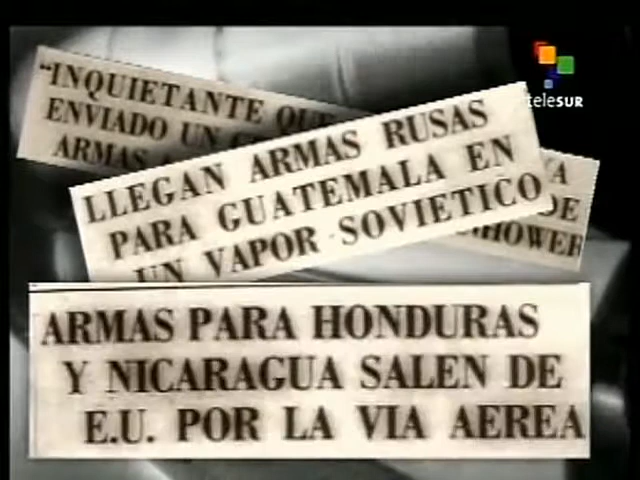 teleSUR
"INQUIETANTE QUE
ENVIADO UN
ARMAS
YA
DE
HOWER
LLEGAN ARMAS RUSAS
PARA GUATEMALA EN
UN VAPOR SOVIETICO
ARMAS PARA HONDURAS
Y NICARAGUA SALEN DE
E.U. POR LA VIA AEREA